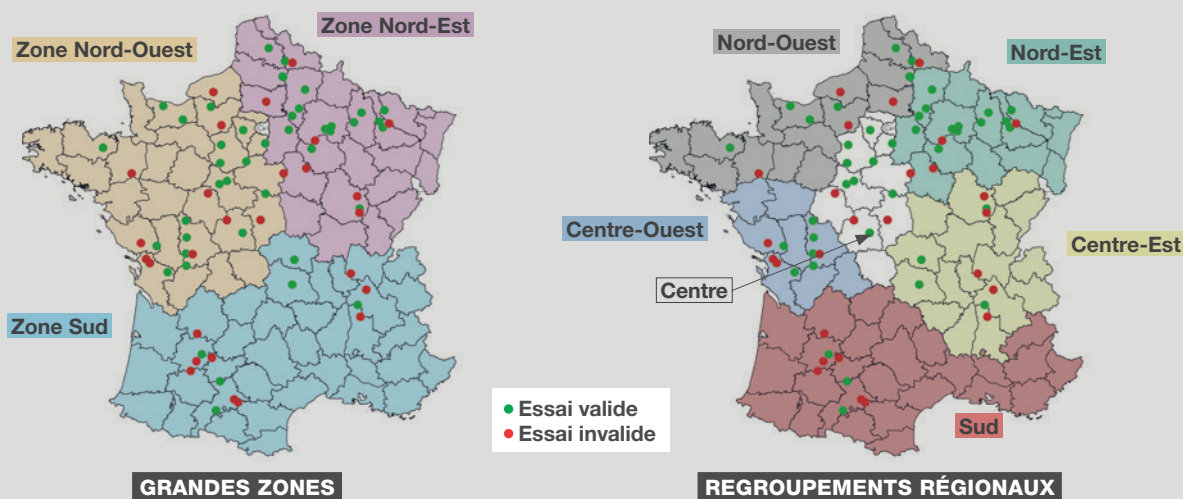 Zone Nord-Est
Zone Nord-Ouest
Zone Sud
GRANDES ZONES
Essai valide
Essai invalide
Nord-Ouest
Nord-Est
Centre-Ouest
Centre-Est
Centre
Sud
REGROUPEMENTS RÉGIONAUX